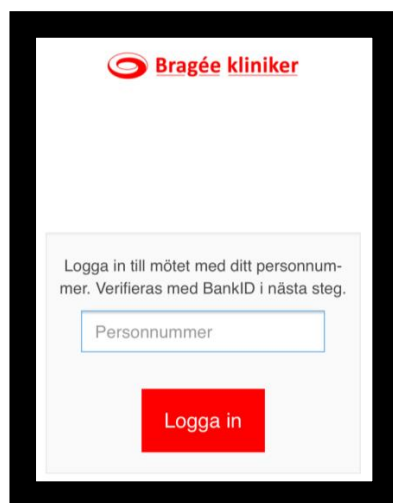 Bragée kliniker
Logga in till mötet med ditt personnum-
mer. Verifieras med BankID i nästa steg.
Personnummer
Logga in